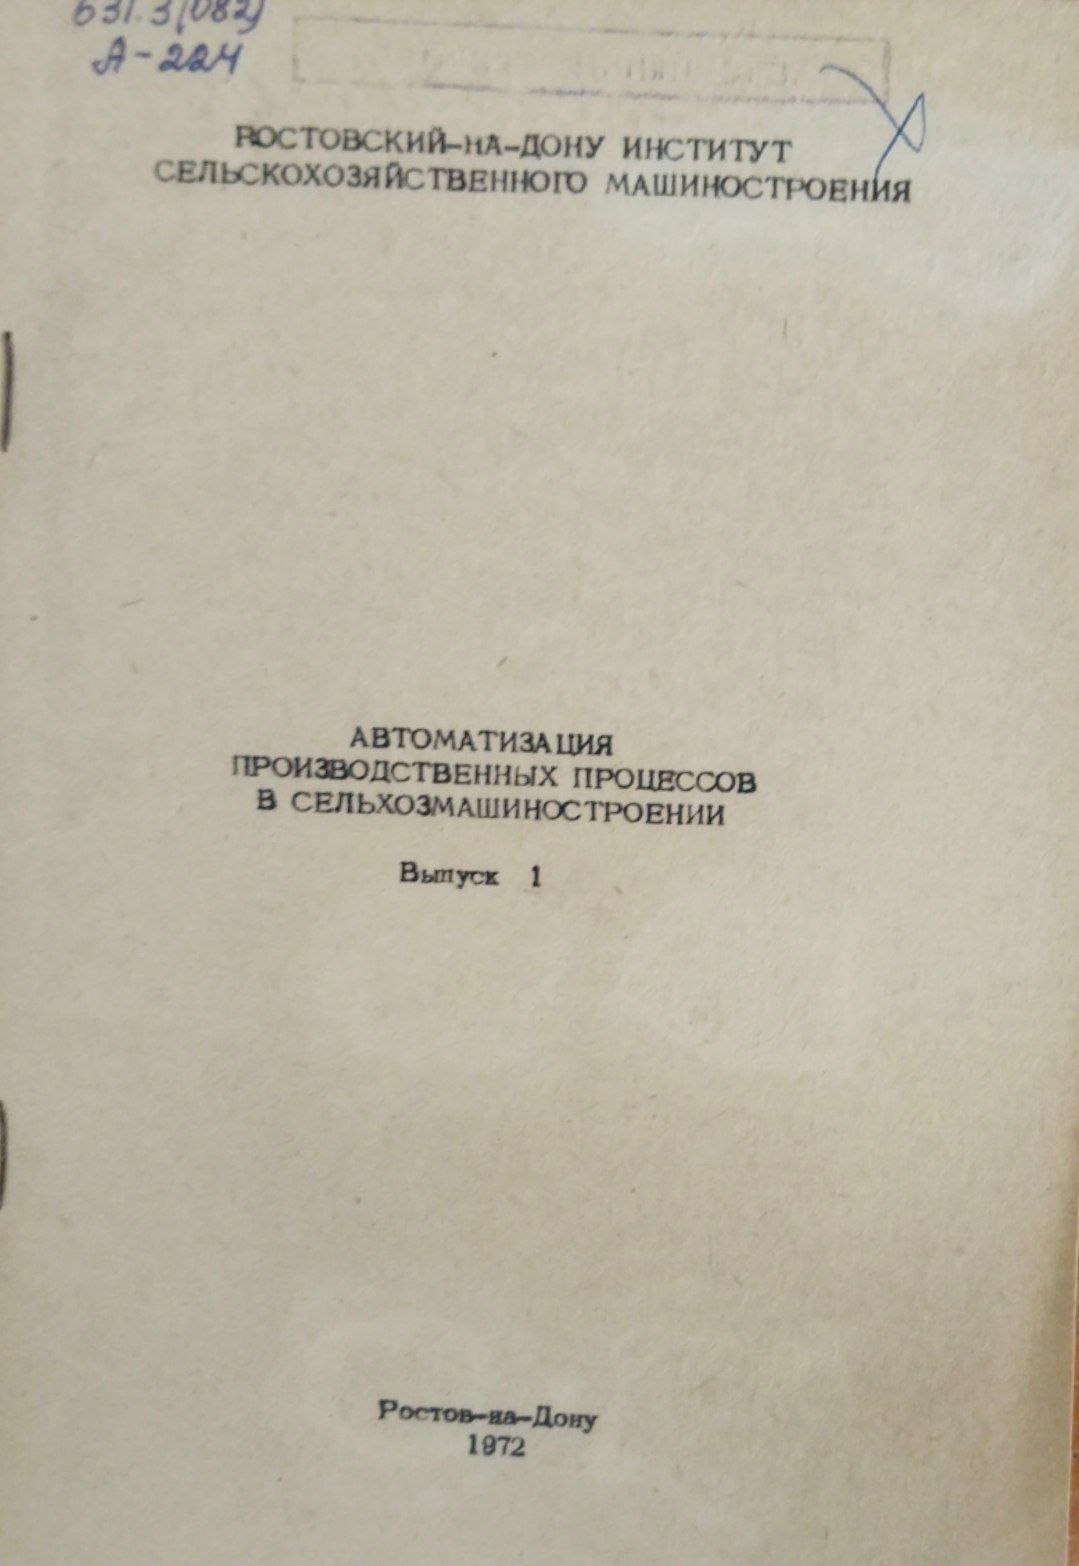 631.3(082)
А-224
РОСТОВСКИЙ-НА-ДОНУ ИНСТИТУТ
СЕЛЬСКОХОЗЯЙСТВЕННОГО МАШИНОСТРОЕНИЯ
АВТОМАТИЗАЦИЯ
ПРОИЗВОДСТВЕННЫХ ПРОЦЕССОВ
В СЕЛЬХОЗМАШИНОСТРОЕНИИ
Выпуск 1
Ростов-на-Дону
1972